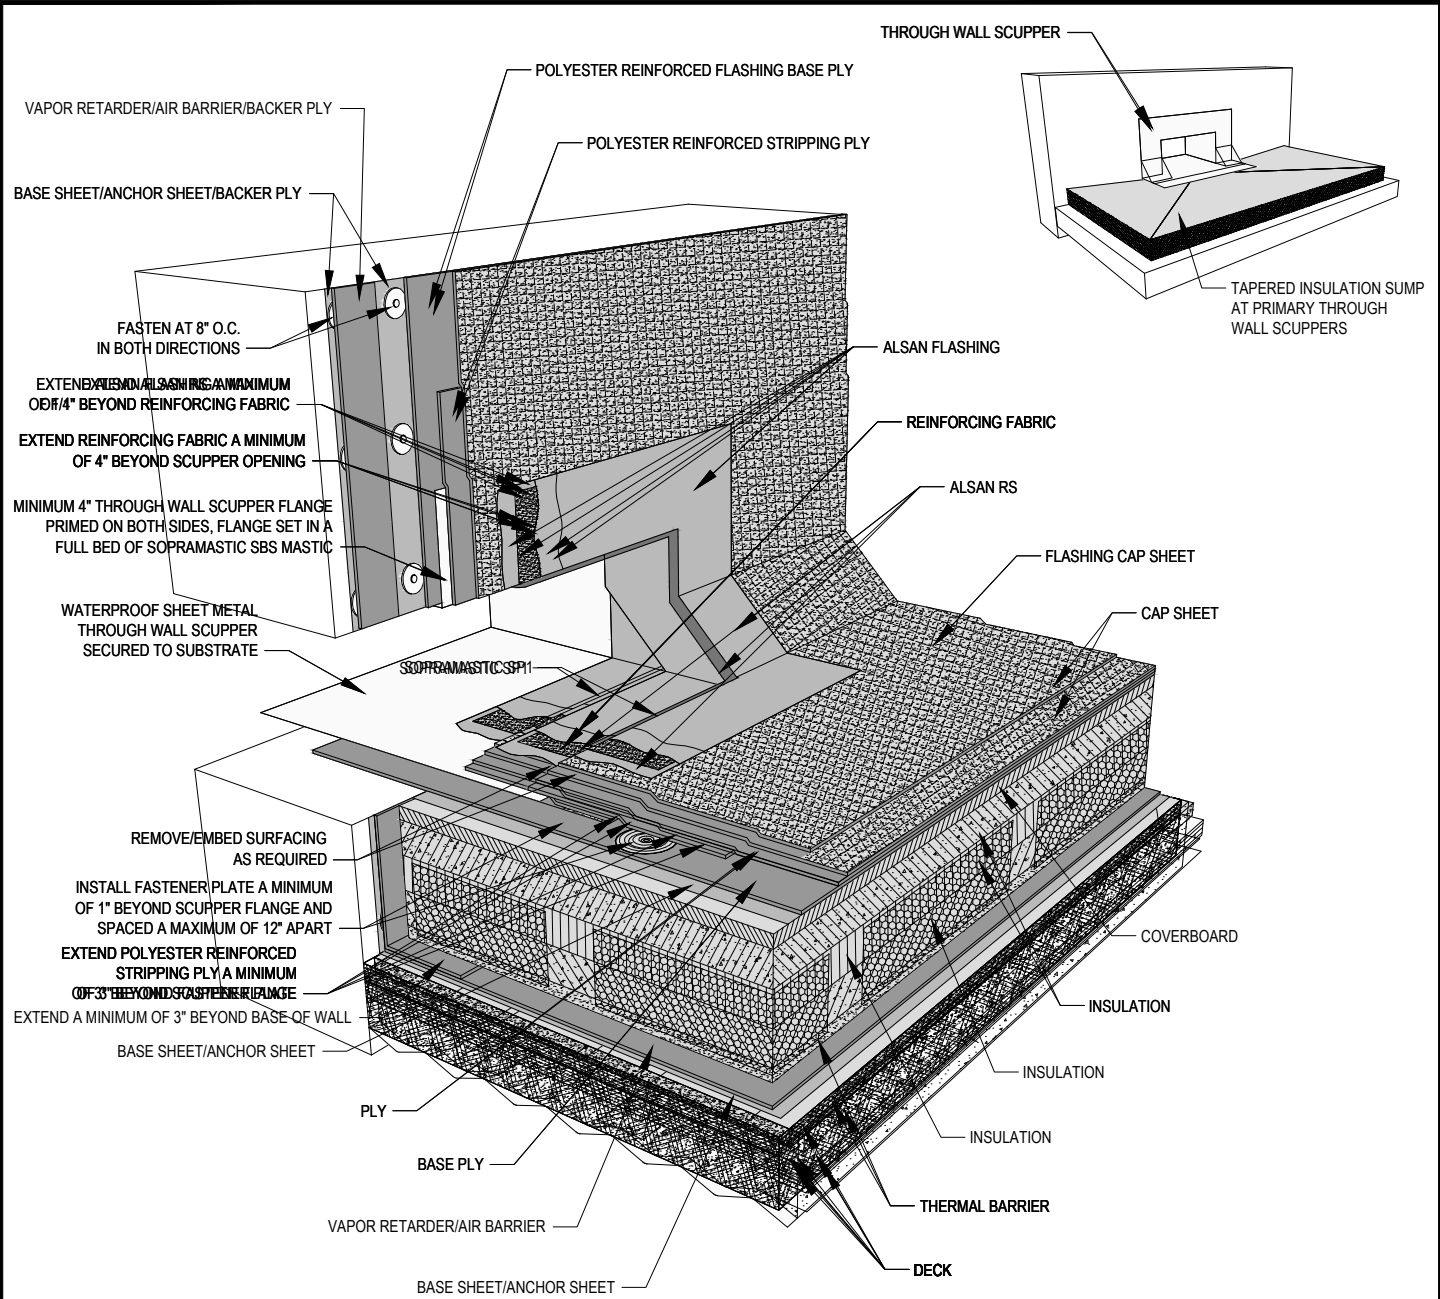 THROUGH WALL SCUPPER
POLYESTER REINFORCED FLASHING BASE PLY
VAPOR RETARDER/AIR BARRIER/BACKER PLY
POLYESTER REINFORCED STRIPPING PLY
BASE SHEET/ANCHOR SHEET/BACKER PLY
TAPERED INSULATION SUMP
AT PRIMARY THROUGH
WALL SCUPPERS
FASTEN AT 8" O.C.
IN BOTH DIRECTIONS
ALSAN FLASHING
BEYOND REINFORCING FABRIC
REINFORCING FABRIC
EXTEND REINFORCING FABRIC A MINIMUM
OF 4" BEYOND SCUPPER OPENING
ALSAN RS
MINIMUM 4" THROUGH WALL SCUPPER FLANGE
PRIMED ON BOTH SIDES, FLANGE SET IN A
FULL BED OF SOPRAMASTIC SBS MASTIC
FLASHING CAP SHEET
WATERPROOF SHEET METAL
THROUGH WALL SCUPPER
SECURED TO SUBSTRATE
CAP SHEET
REMOVE/EMBED SURFACING
AS REQUIRED
INSTALL FASTENER PLATE A MINIMUM
OF 1" BEYOND SCUPPER FLANGE AND
SPACED A MAXIMUM OF 12" APART
COVERBOARD
EXTEND POLYESTER REINFORCED
STRIPPING PLY A MINIMUM
INSULATION
EXTEND A MINIMUM OF 3" BEYOND BASE OF WALL
BASE SHEET/ANCHOR SHEET
INSULATION
PLY
INSULATION
BASE PLY
THERMAL BARRIER
VAPOR RETARDER/AIR BARRIER
DECK
BASE SHEET/ANCHOR SHEET